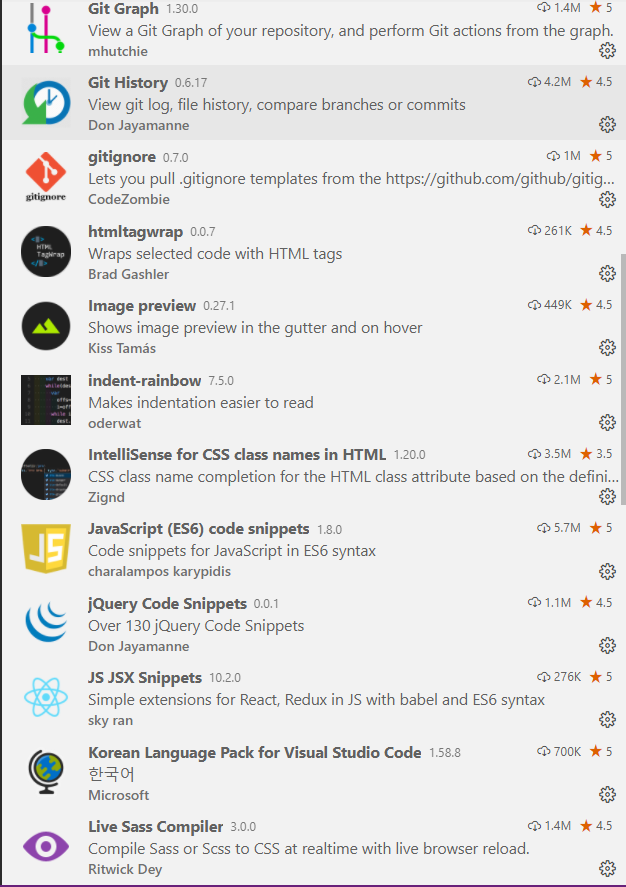 Git Graph 1.30.0 1.4M 5
View a Git Graph of your repository, and perform Git actions from the graph.
mhutchie
Git History 0.6.17 4.2M 4.5
View git log, file history, compare branches or commits
Don Jayamanne
gitignore 0.7.0 1M 5
Lets you pull .gitignore templates from the https://github.com/github/gitig...
gitignore
CodeZombie
htmltagwrap 0.0.7 261K 4.5
HTML
TagWrap
Wraps selected code with HTML tags
Brad Gashler
Image preview 0.27.1 449K 4.5
Shows image preview in the gutter and on hover
Kiss Tamás
indent-rainbow 7.5.0 2.1M 5
Makes indentation easier to read
oderwat
IntelliSense for CSS class names in HTML 1.20.0 3.5M 3.5
CSS class name completion for the HTML class attribute based on the defini...
Zignd
JavaScript (ES6) code snippets 1.8.0 5.7M 5
JS
Code snippets for JavaScript in ES6 syntax
charalampos karypidis
jQuery Code Snippets 0.0.1 1.1M 4.5
Over 130 jQuery Code Snippets
Don Jayamanne
JS JSX Snippets 10.2.0 276K 5
Simple extensions for React, Redux in JS with babel and ES6 syntax
sky ran
Korean Language Pack for Visual Studio Code 1.58.8 700K 5
한국어
Microsoft
Live Sass Compiler 3.0.0 1.4M 4.5
Compile Sass or Scss to CSS at realtime with live browser reload.
Ritwick Dey